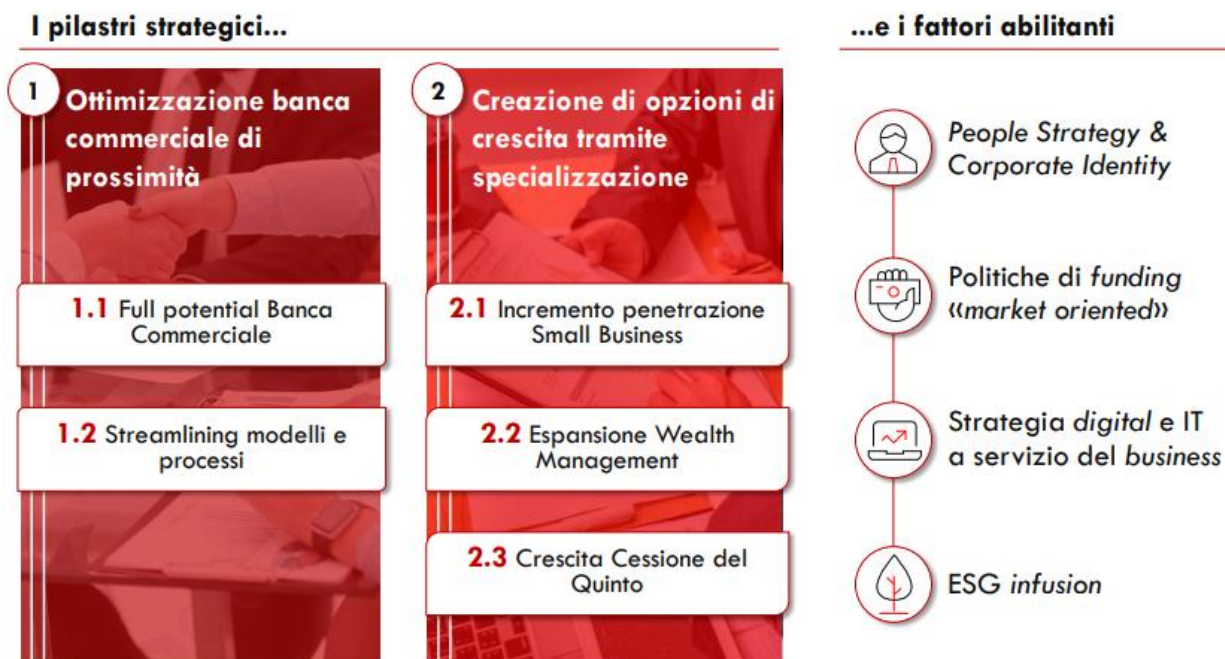 I pilastri strategici...
1
Ottimizzazione banca
commerciale di
prossimità
1.1 Full potential Banca
Commerciale
1.2 Streamlining modelli e
processi
2
Creazione di opzioni di
crescita tramite
specializzazione
2.1 Incremento penetrazione
Small Business
2.2 Espansione Wealth
Management
2.3 Crescita Cessione del
Quinto
...e i fattori abilitanti
People Strategy &
Corporate Identity
Politiche di funding
«market oriented»
Strategia digital e IT
a servizio del business
ESG infusion